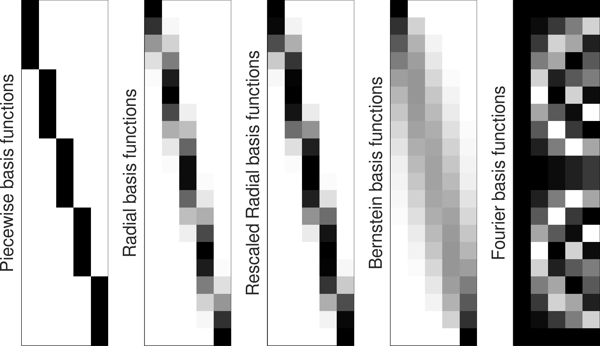 Piecewise basis functions
Radial basis functions
Rescaled Radial basis functions
Bernstein basis functions
Fourier basis functions